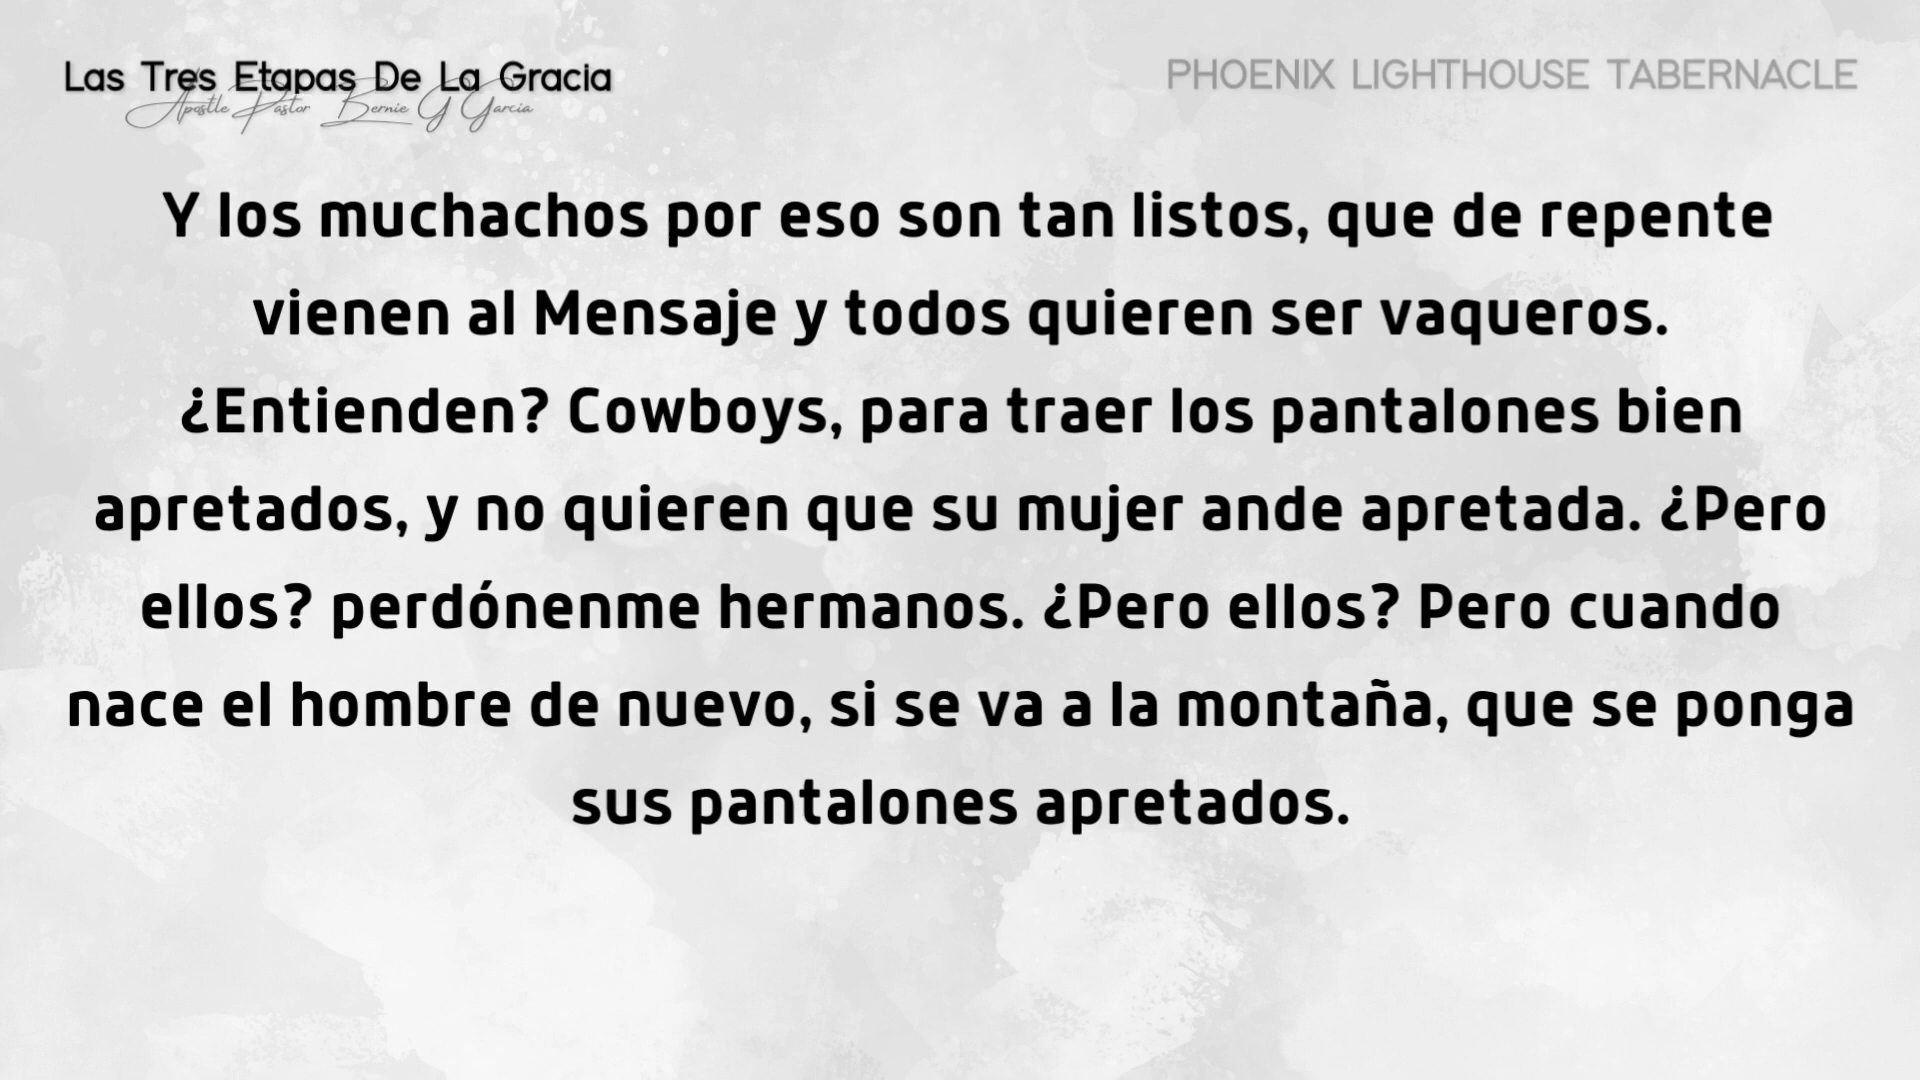 Las Tres Etapas De La Gracia
Apostle Pastor Bernie G Garcia
PHOENIX LIGHTHOUSE TABERNACLE
Y los muchachos por eso son tan listos, que de repente
vienen al Mensaje y todos quieren ser vaqueros.
¿Entienden? Cowboys, para traer los pantalones bien
apretados, y no quieren que su mujer ande apretada. ¿Pero
ellos? perdónenme hermanos. ¿Pero ellos? Pero cuando
nace el hombre de nuevo, si se va a la montaña, que se ponga
sus pantalones apretados.